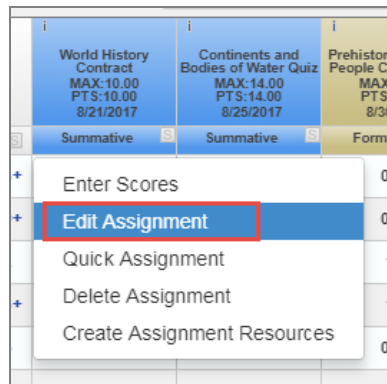 i
i
i
World History
Contract
MAX:10.00
PTS:10.00
8/21/2017
Continents and
Bodies of Water Quiz
MAX:14.00
PTS:14.00
8/25/2017
People C
MAX
PTS
8/3
Summative S
Summative S
Form
S
+
+
+
Enter Scores
Edit Assignment
Quick Assignment
Delete Assignment
Create Assignment Resources